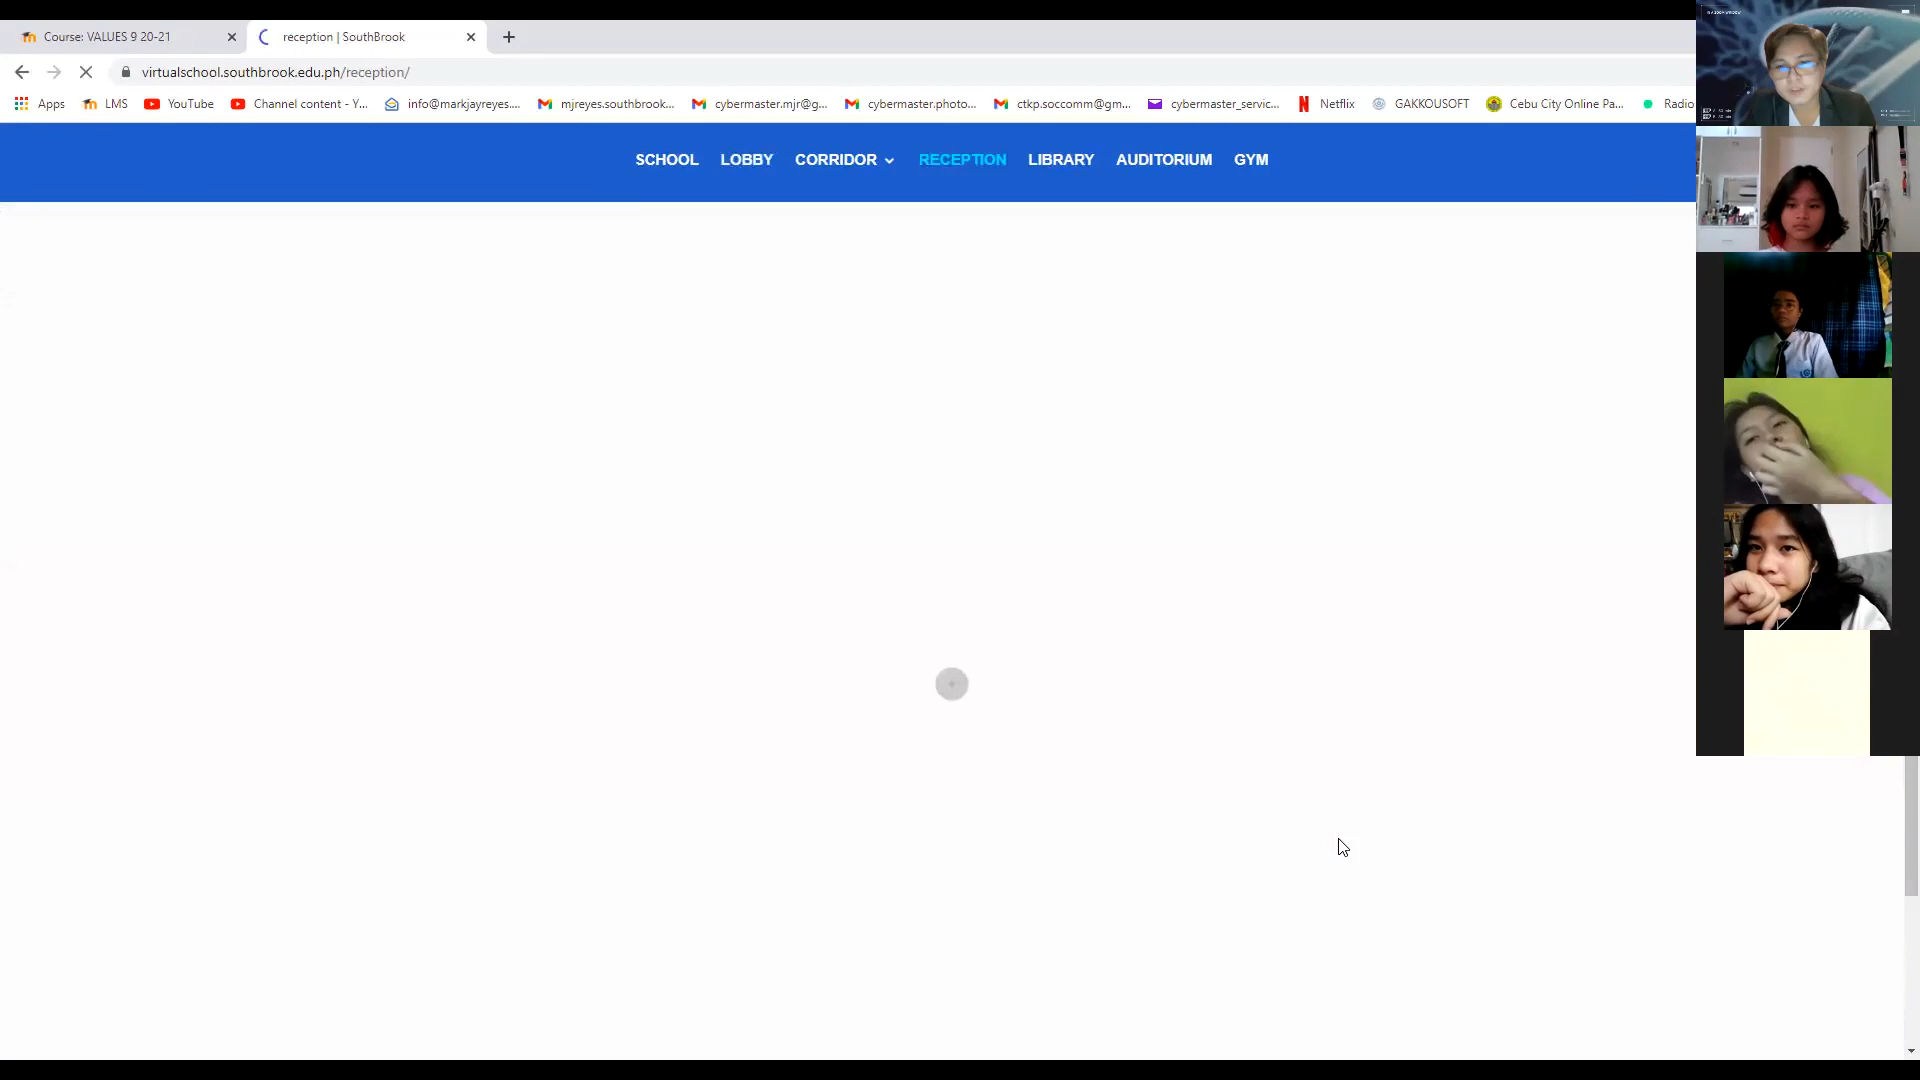 Course: VALUES 9 20-21
reception | SouthBrook
virtualschool.southbrook.edu.ph/reception/
Apps LMS YouTube Channel content - Y... info@markjayreyes.... mjreyes.southbrook... cybermaster.mjr@g... cybermaster.photo... ctkp.soccomm@gm... cybermaster_servic... Netflix GAKKOUSOFT Cebu City Online Pa... Radio
SCHOOL LOBBY CORRIDOR RECEPTION LIBRARY AUDITORIUM GYM